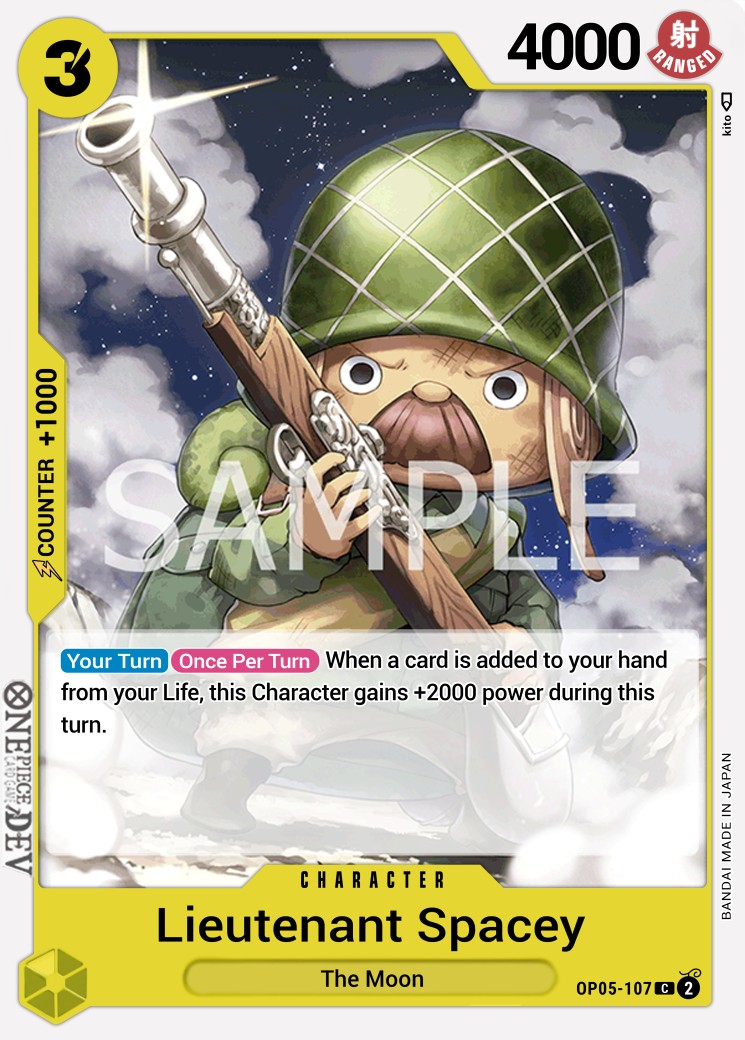 3
4000
射
RANGED
kito
COUNTER +1000
SAMPLE
Your Turn Once Per Turn When a card is added to your hand
from your Life, this Character gains +2000 power during this
turn.
ONE PIECE
CARD GAME
DEV
BANDAI MADE IN JAPAN
CHARACTER
Lieutenant Spacey
The Moon
OP05-107 C 2